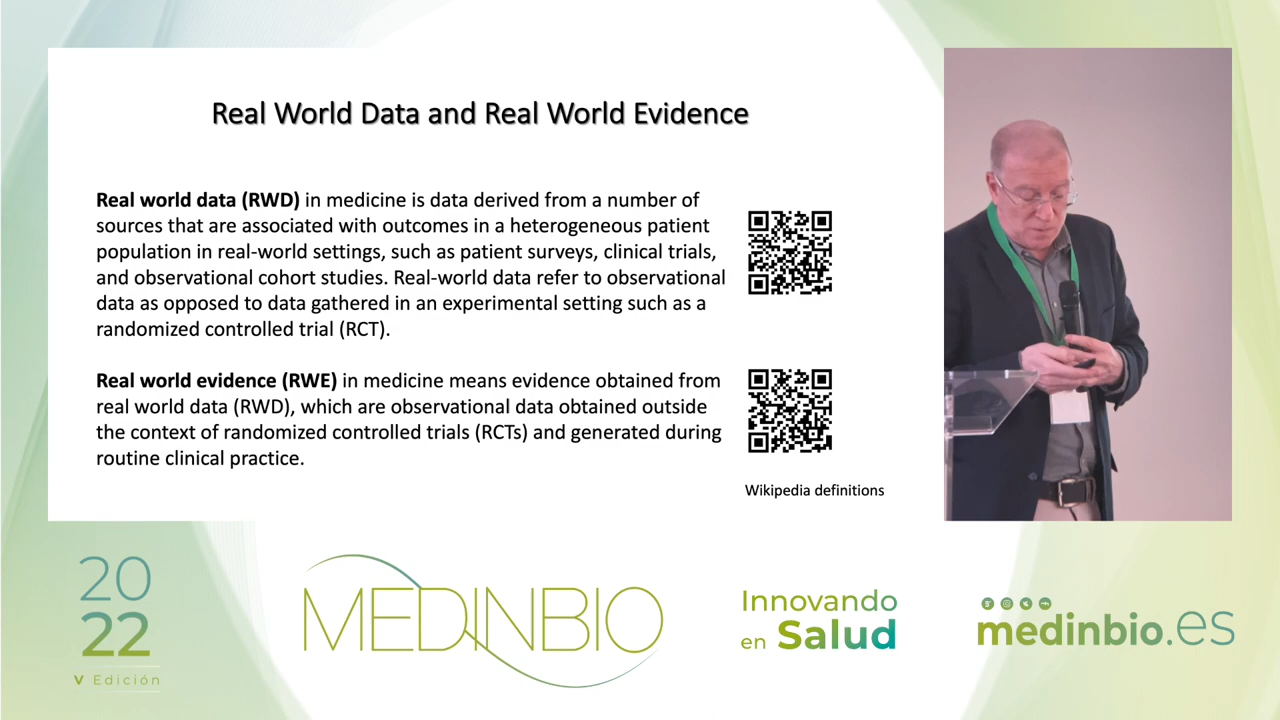 Real World Data and Real World Evidence
Real world data (RWD) in medicine is data derived from a number of
sources that are associated with outcomes in a heterogeneous patient
population in real-world settings, such as patient surveys, clinical trials,
and observational cohort studies. Real-world data refer to observational
data as opposed to data gathered in an experimental setting such as a
randomized controlled trial (RCT).
Real world evidence (RWE) in medicine means evidence obtained from
real world data (RWD), which are observational data obtained outside
the context of randomized controlled trials (RCTs) and generated during
routine clinical practice.
Wikipedia definitions
20
22
V Edición
MEDINBIO
Innovando
en Salud
medinbio.es